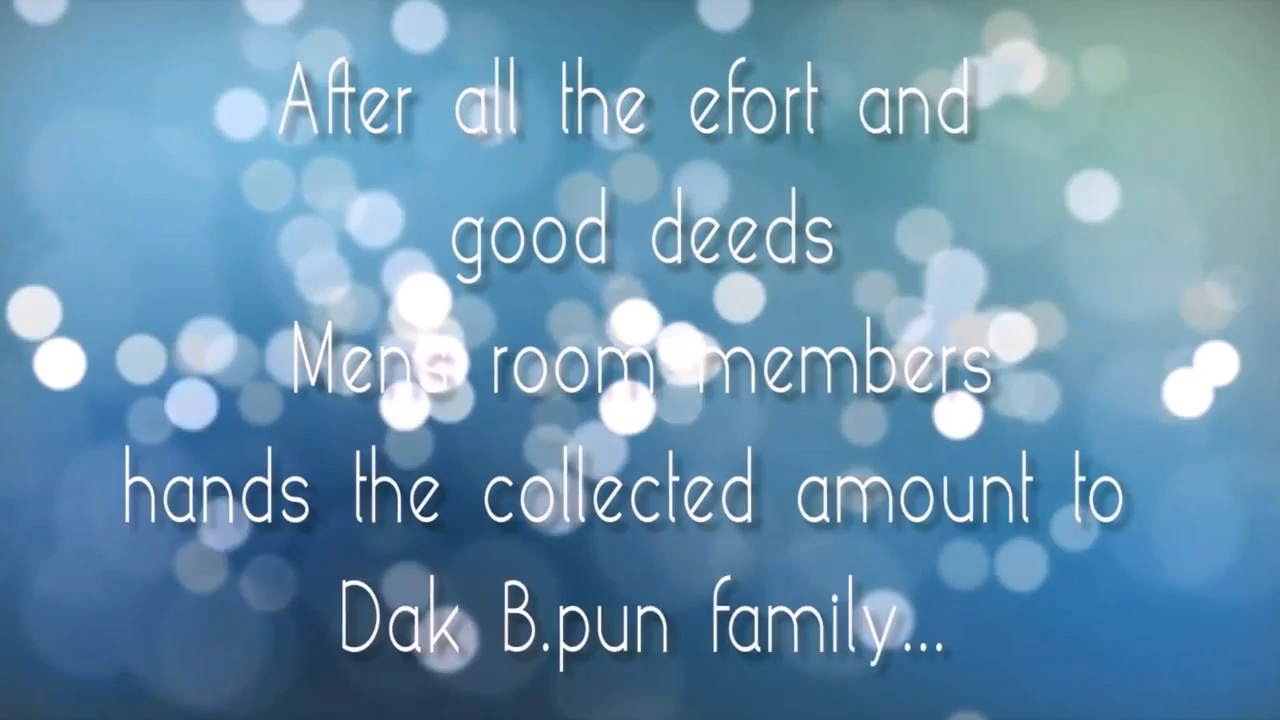 After all the efort and
good deeds
Mens room members
hands the collected amount to
Dak B.pun family...